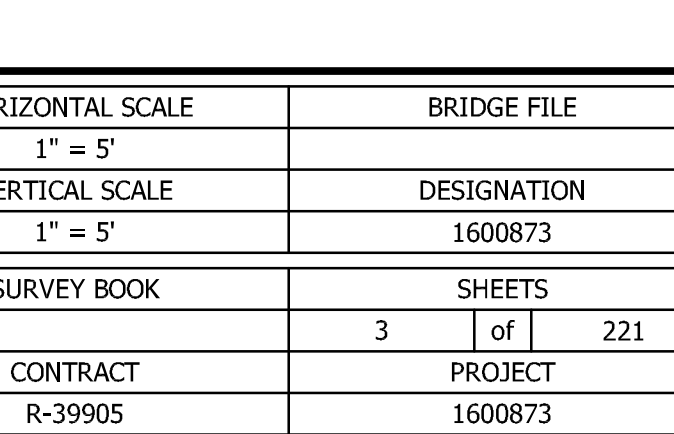 RIZONTAL SCALE BRIDGE FILE
1" = 5'
ERTICAL SCALE DESIGNATION
1" = 5' 1600873
SURVEY BOOK SHEETS
3 of 221
CONTRACT PROJECT
R-39905 1600873